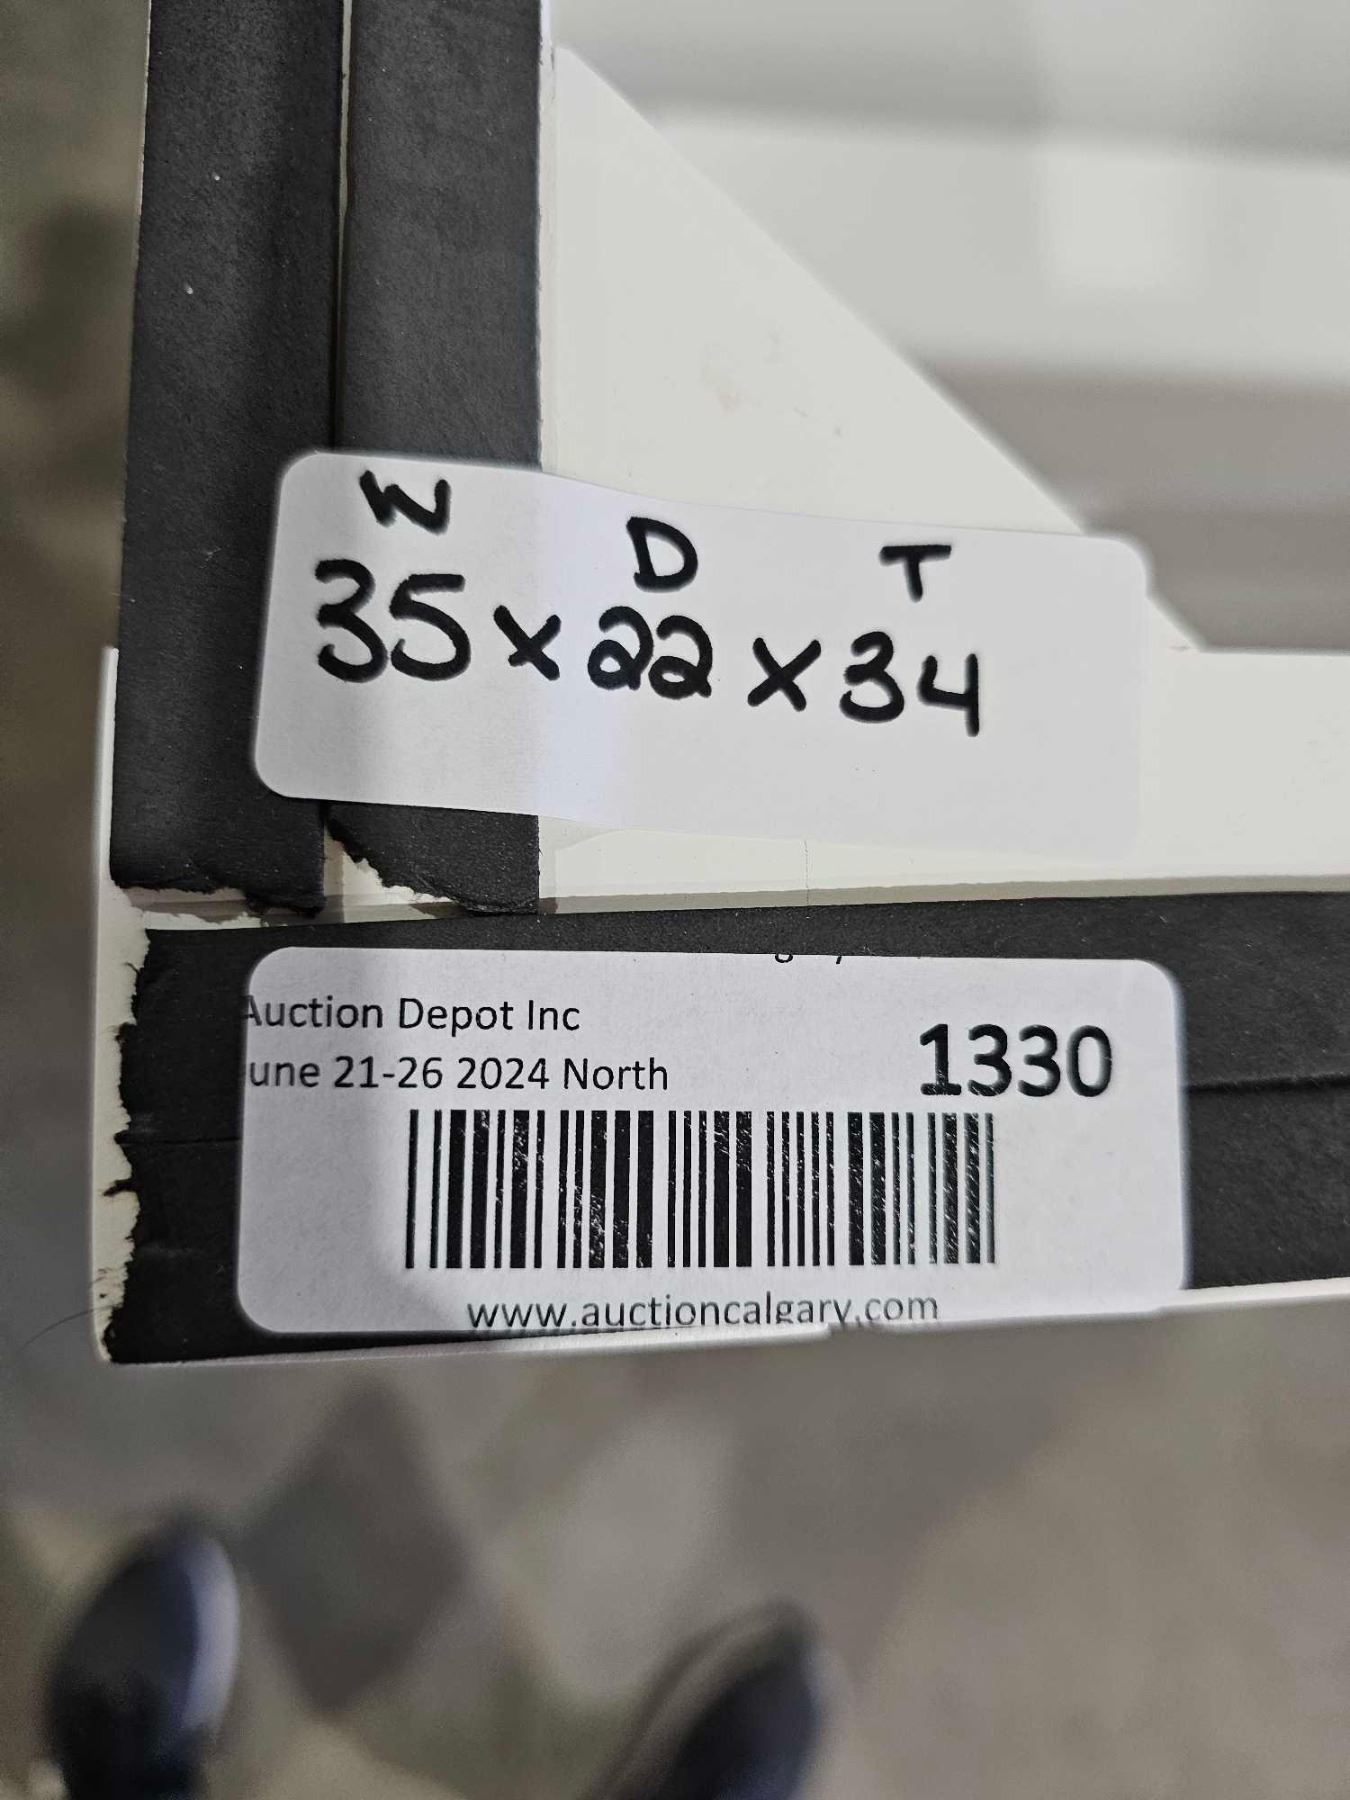 W D T
35 x 22 x 34
Auction Depot Inc
une 21-26 2024 North
1330
www.auctioncalgary.com